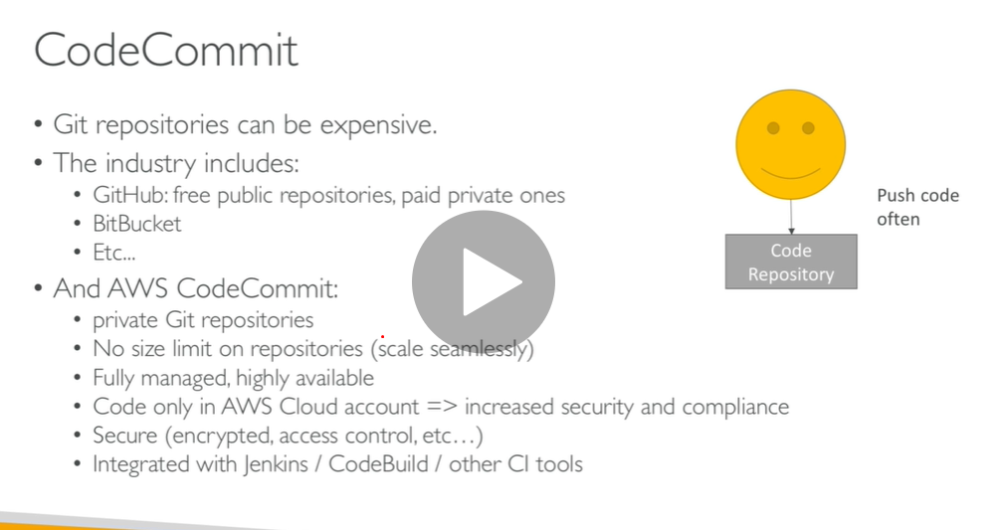 CodeCommit
• Git repositories can be expensive.
• The industry includes:
• GitHub: free public repositories, paid private ones
• BitBucket
• Etc...
• And AWS CodeCommit:
• private Git repositories
• No size limit on repositories (scale seamlessly)
• Fully managed, highly available
• Code only in AWS Cloud account => increased security and compliance
• Secure (encrypted, access control, etc…)
• Integrated with Jenkins / CodeBuild / other CI tools
Push code
often
Code
Repository